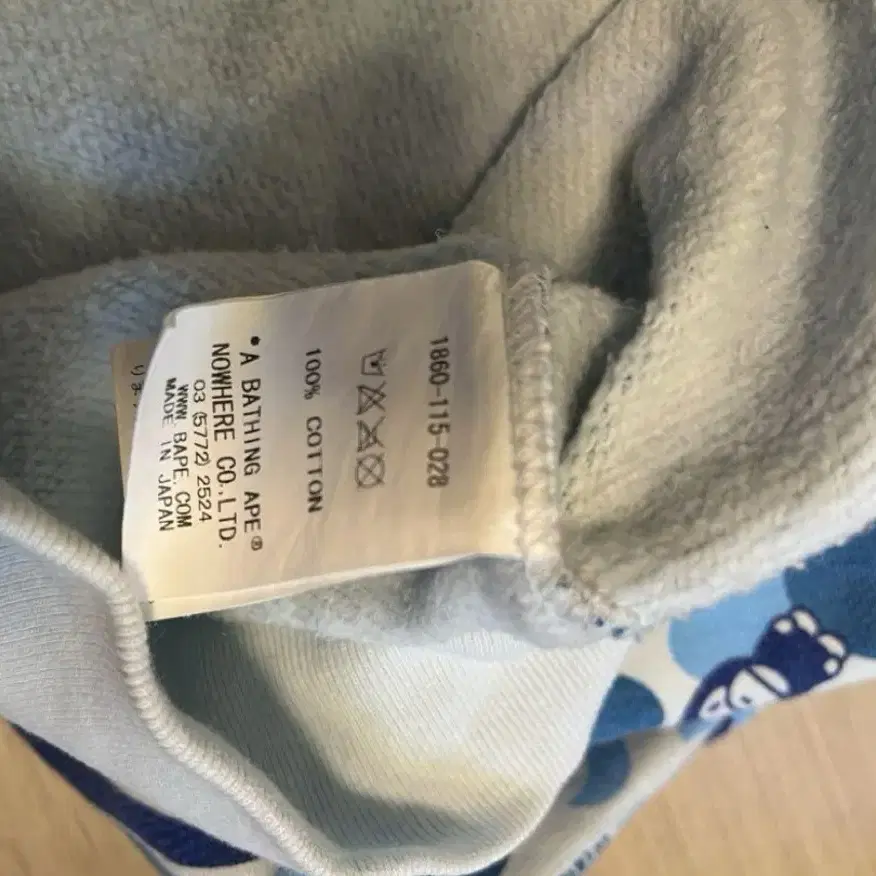 1860-115-028
100% COTTON
• A BATHING APE®
NOWHERE CO.,LTD.
03 (5772) 2524
WWW.BAPE.COM
MADE IN JAPAN